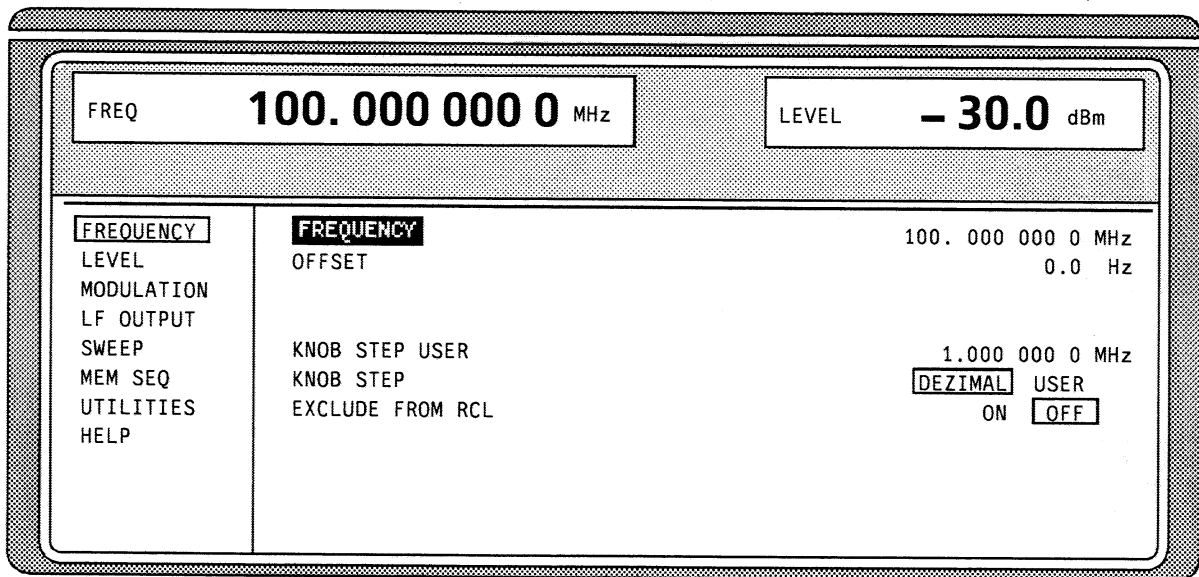 FREQ 100. 000 000 0 MHz LEVEL – 30.0 dBm
FREQUENCY FREQUENCY 100. 000 000 0 MHz
LEVEL OFFSET 0.0 Hz
MODULATION
LF OUTPUT
SWEEP KNOB STEP USER 1.000 000 0 MHz
MEM SEQ KNOB STEP DEZIMAL USER
UTILITIES EXCLUDE FROM RCL ON OFF
HELP